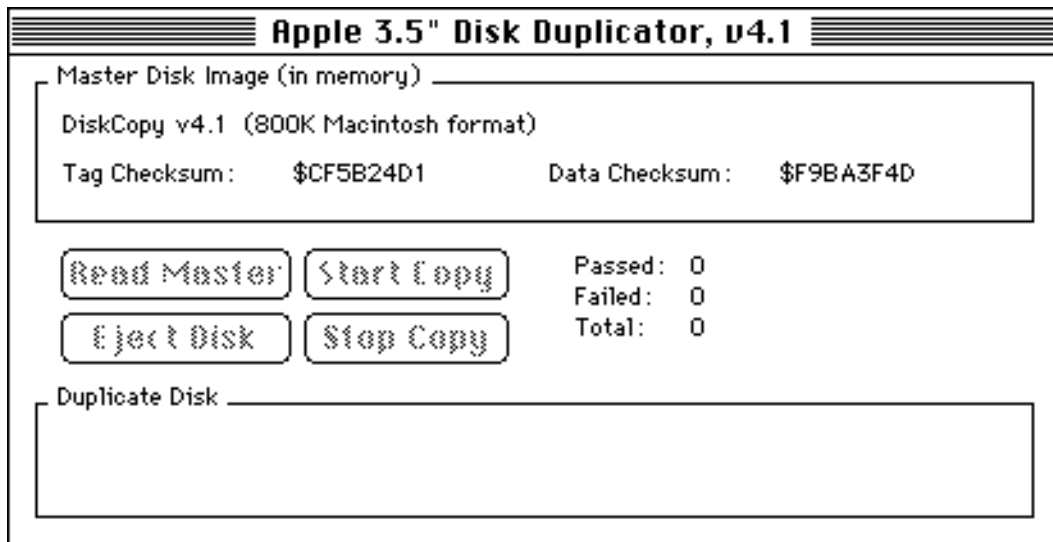 Apple 3.5" Disk Duplicator, v4.1
Master Disk Image (in memory)
DiskCopy v4.1 (800K Macintosh format)
Tag Checksum: $CF5B24D1 Data Checksum: $F9BA3F4D
Read Master Start Copy Passed: 0
Failed: 0
Eject Disk Stop Copy Total: 0
Duplicate Disk